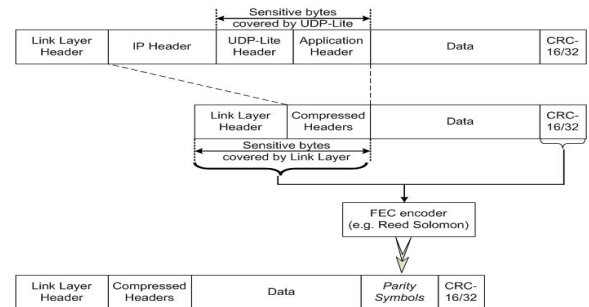 Sensitive bytes
covered by UDP-Lite
Link Layer
Header
IP Header
UDP-Lite
Header
Application
Header
Data
CRC-
16/32
Link Layer
Header
Compressed
Headers
Data
CRC-
16/32
Sensitive bytes
covered by Link Layer
FEC encoder
(e.g. Reed Solomon)
Link Layer
Header
Compressed
Headers
Data
Parity
Symbols
CRC-
16/32